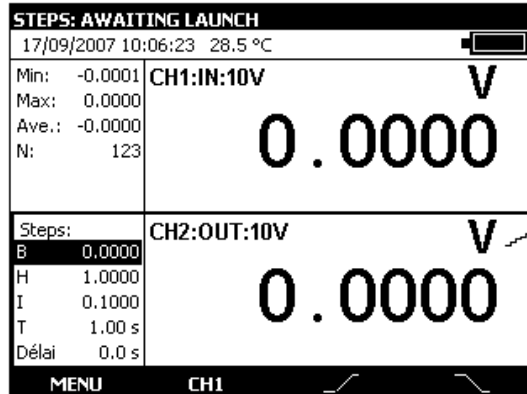 STEPS: AWAITING LAUNCH
17/09/2007 10:06:23 28.5 °C
Min: -0.0001
Max: 0.0000
Ave.: -0.0000
N: 123
CH1:IN:10V
V
0.0000
Steps:
B 0.0000
H 1.0000
I 0.1000
T 1.00 s
Délai 0.0 s
CH2:OUT:10V
V
0.0000
MENU CH1